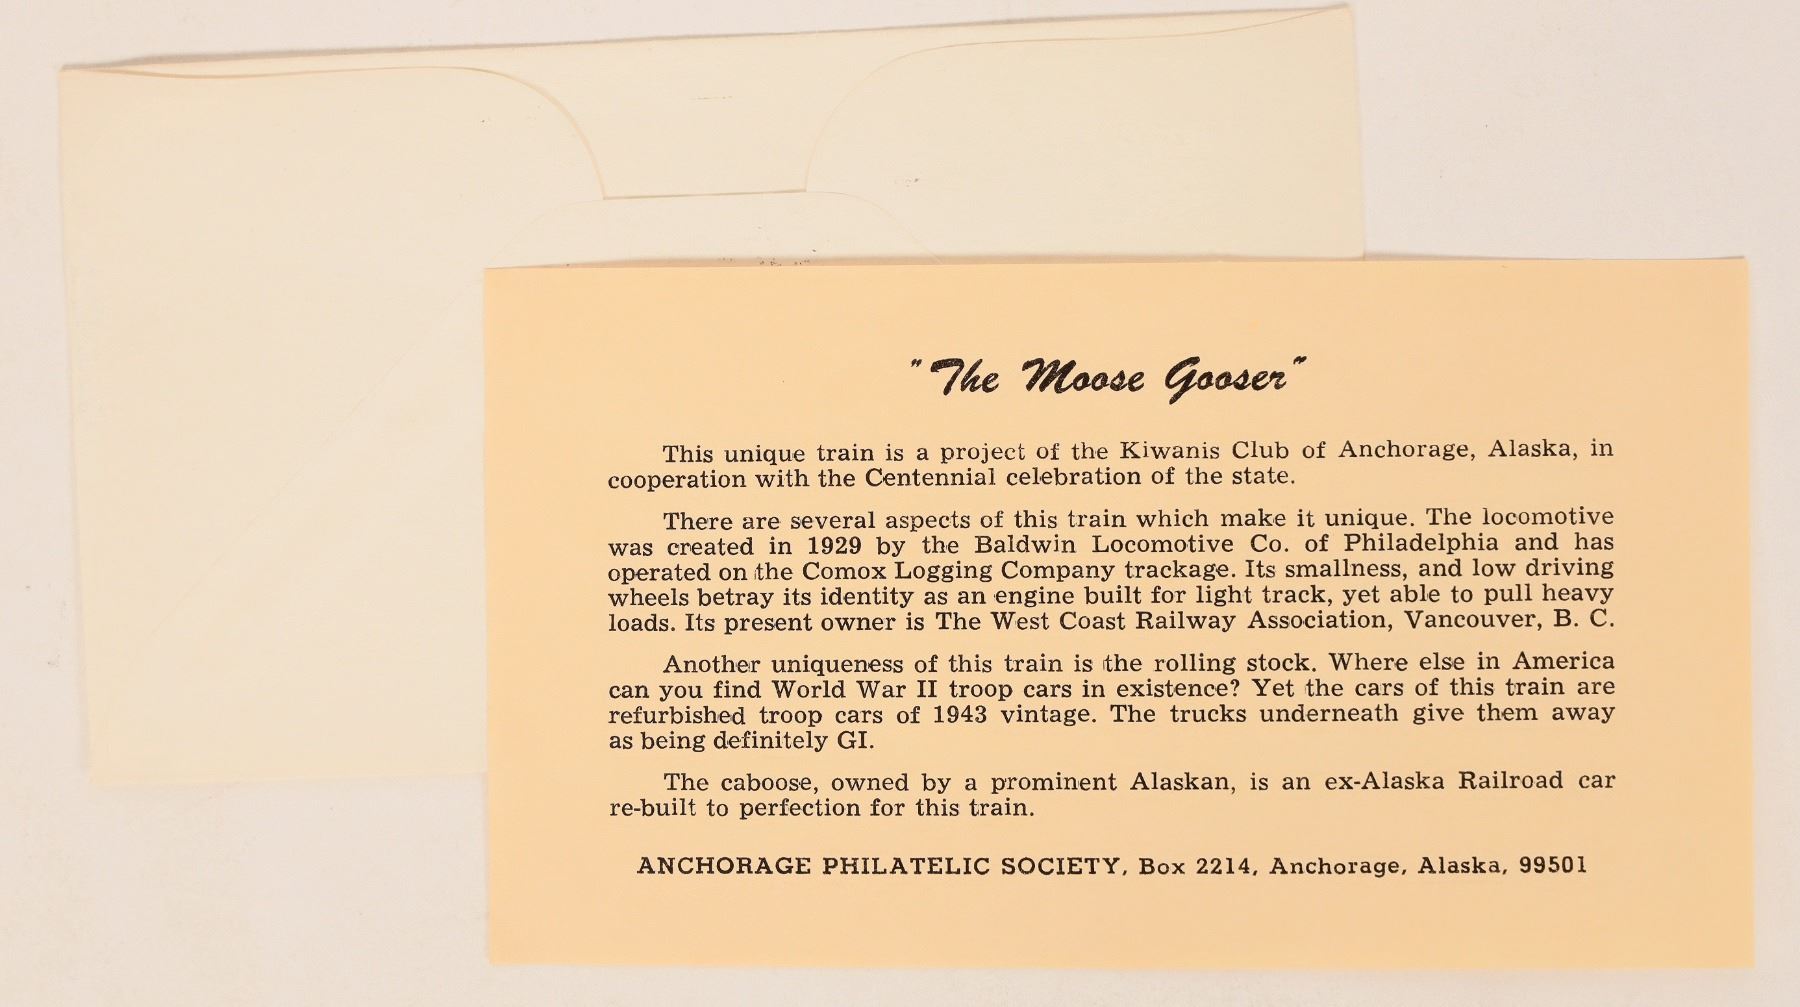 "The Moose Gooser"
This unique train is a project of the Kiwanis Club of Anchorage, Alaska, in
cooperation with the Centennial celebration of the state.
There are several aspects of this train which make it unique. The locomotive
was created in 1929 by the Baldwin Locomotive Co. of Philadelphia and has
operated on the Comox Logging Company trackage. Its smallness, and low driving
wheels betray its identity as an engine built for light track, yet able to pull heavy
loads. Its present owner is The West Coast Railway Association, Vancouver, B. C.
Another uniqueness of this train is the rolling stock. Where else in America
can you find World War II troop cars in existence? Yet the cars of this train are
refurbished troop cars of 1943 vintage. The trucks underneath give them away
as being definitely GI.
The caboose, owned by a prominent Alaskan, is an ex-Alaska Railroad car
re-built to perfection for this train.
ANCHORAGE PHILATELIC SOCIETY, Box 2214, Anchorage, Alaska, 99501